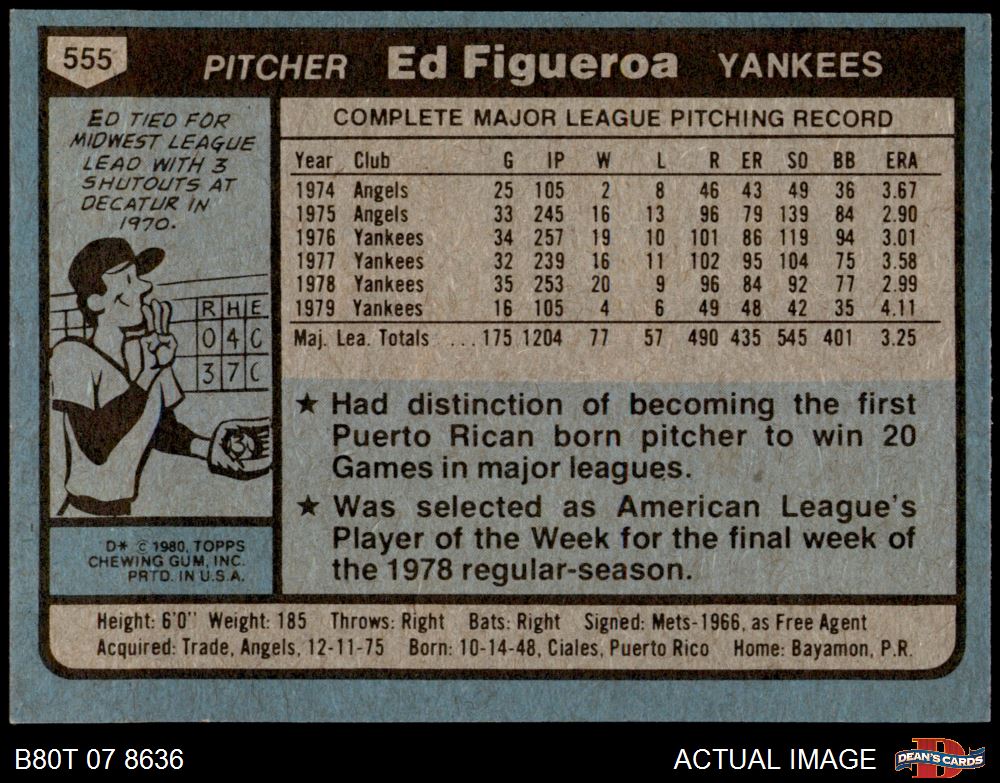 555 PITCHER Ed Figueroa YANKEES
ED TIED FOR
MIDWEST LEAGUE
LEAD WITH 3
SHUTOUTS AT
DECATUR IN
1970.
R H E
0 4 0
3 7 0
D* © 1980, TOPPS
CHEWING GUM, INC.
PRTD. IN U.S.A.
COMPLETE MAJOR LEAGUE PITCHING RECORD
Year Club G IP W L R ER SO BB ERA
1974 Angels 25 105 2 8 46 43 49 36 3.67
1975 Angels 33 245 16 13 96 79 139 84 2.90
1976 Yankees 34 257 19 10 101 86 119 94 3.01
1977 Yankees 32 239 16 11 102 95 104 75 3.58
1978 Yankees 35 253 20 9 96 84 92 77 2.99
1979 Yankees 16 105 4 6 49 48 42 35 4.11
Maj. Lea. Totals ... 175 1204 77 57 490 435 545 401 3.25
★ Had distinction of becoming the first
Puerto Rican born pitcher to win 20
Games in major leagues.
★ Was selected as American League's
Player of the Week for the final week of
the 1978 regular-season.
Height: 6'0" Weight: 185 Throws: Right Bats: Right Signed: Mets-1966, as Free Agent
Acquired: Trade, Angels, 12-11-75 Born: 10-14-48, Ciales, Puerto Rico Home: Bayamon, P.R.
B80T 07 8636 ACTUAL IMAGE DEAN'S CARDS